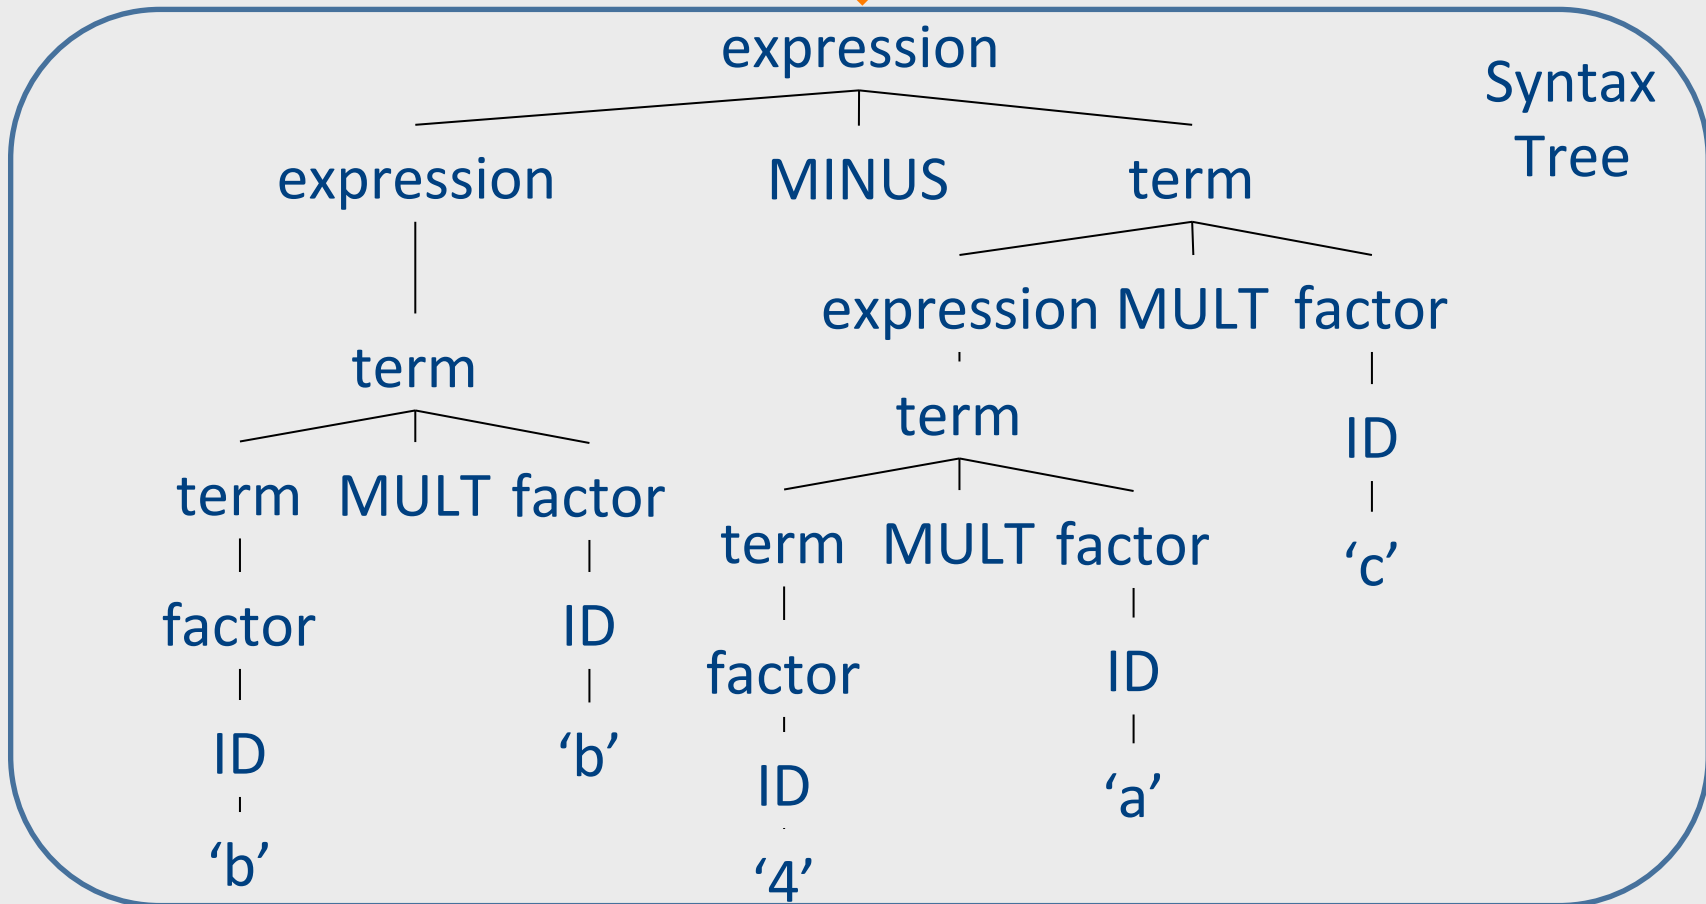 expression
Syntax
Tree
expression MINUS term
expression MULT factor
term
term
ID
term MULT factor
term MULT factor
‘c’
factor
ID
factor
ID
ID
‘b’
ID
‘a’
‘b’
‘4’